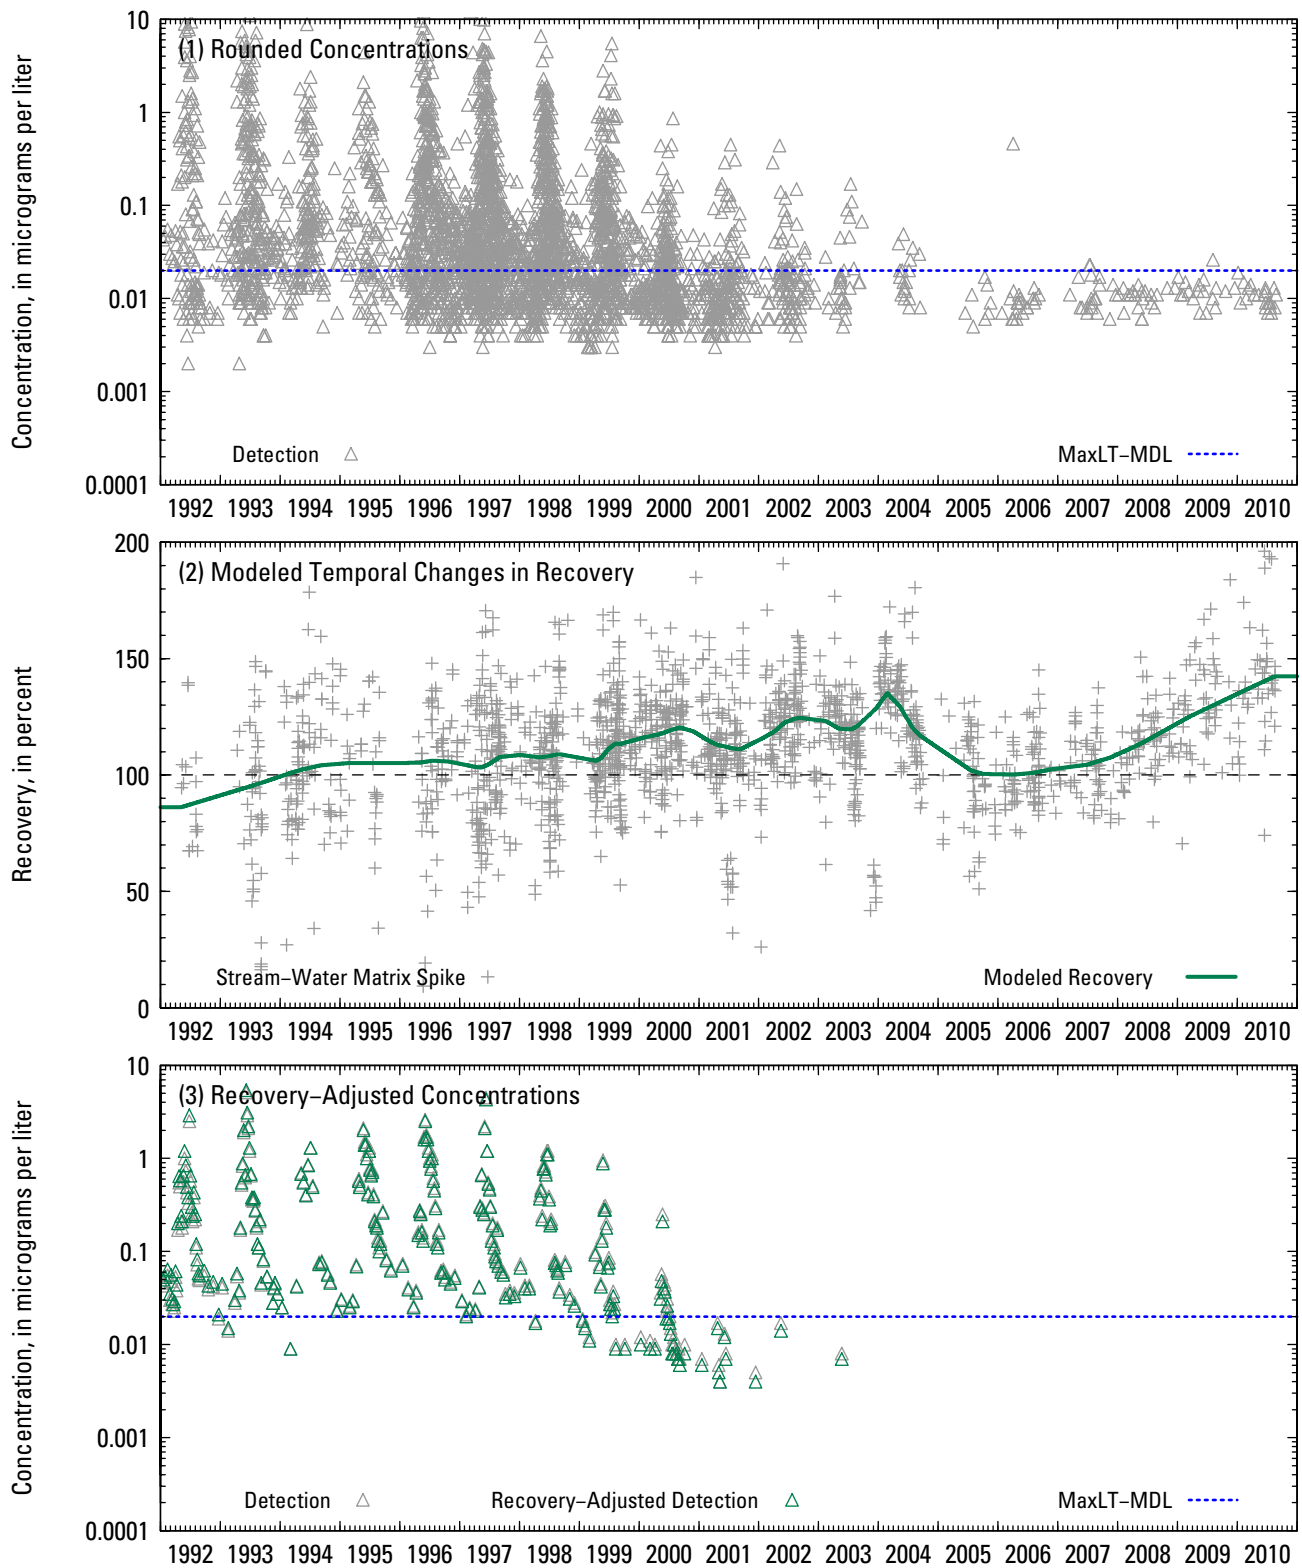 10
(1) Rounded Concentrations
1
0.1
0.01
0.001
0.0001
Concentration, in micrograms per liter
Detection
MaxLT–MDL
1992 1993 1994 1995 1996 1997 1998 1999 2000 2001 2002 2003 2004 2005 2006 2007 2008 2009 2010
200
(2) Modeled Temporal Changes in Recovery
150
100
50
0
Recovery, in percent
Stream–Water Matrix Spike
Modeled Recovery
1992 1993 1994 1995 1996 1997 1998 1999 2000 2001 2002 2003 2004 2005 2006 2007 2008 2009 2010
10
(3) Recovery–Adjusted Concentrations
1
0.1
0.01
0.001
0.0001
Concentration, in micrograms per liter
Detection
Recovery–Adjusted Detection
MaxLT–MDL
1992 1993 1994 1995 1996 1997 1998 1999 2000 2001 2002 2003 2004 2005 2006 2007 2008 2009 2010